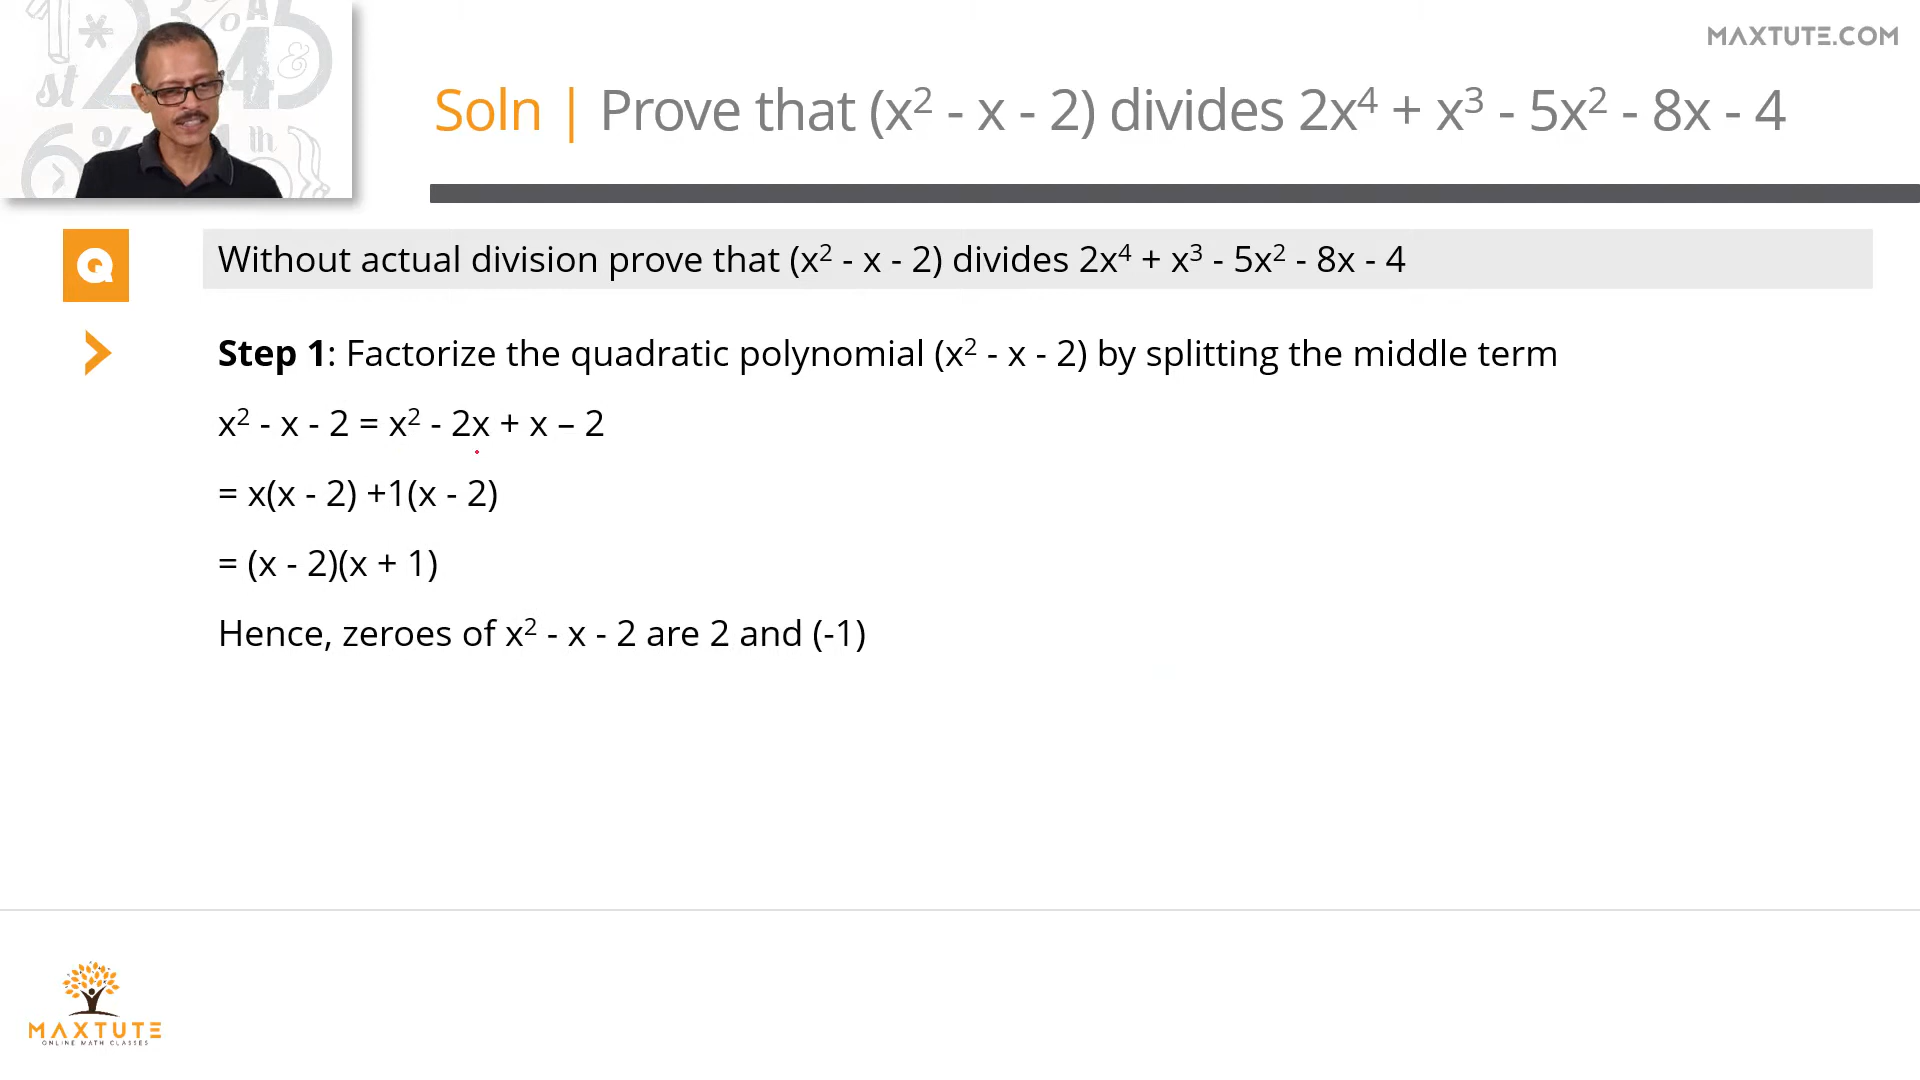 MAXTUTE.COM
Soln | Prove that (x² - x - 2) divides 2x⁴ + x³ - 5x² - 8x - 4
Q
Without actual division prove that (x² - x - 2) divides 2x⁴ + x³ - 5x² - 8x - 4
Step 1: Factorize the quadratic polynomial (x² - x - 2) by splitting the middle term
x² - x - 2 = x² - 2x + x – 2
= x(x - 2) +1(x - 2)
= (x - 2)(x + 1)
Hence, zeroes of x² - x - 2 are 2 and (-1)
MAXTUTE
ONLINE MATH CLASSES